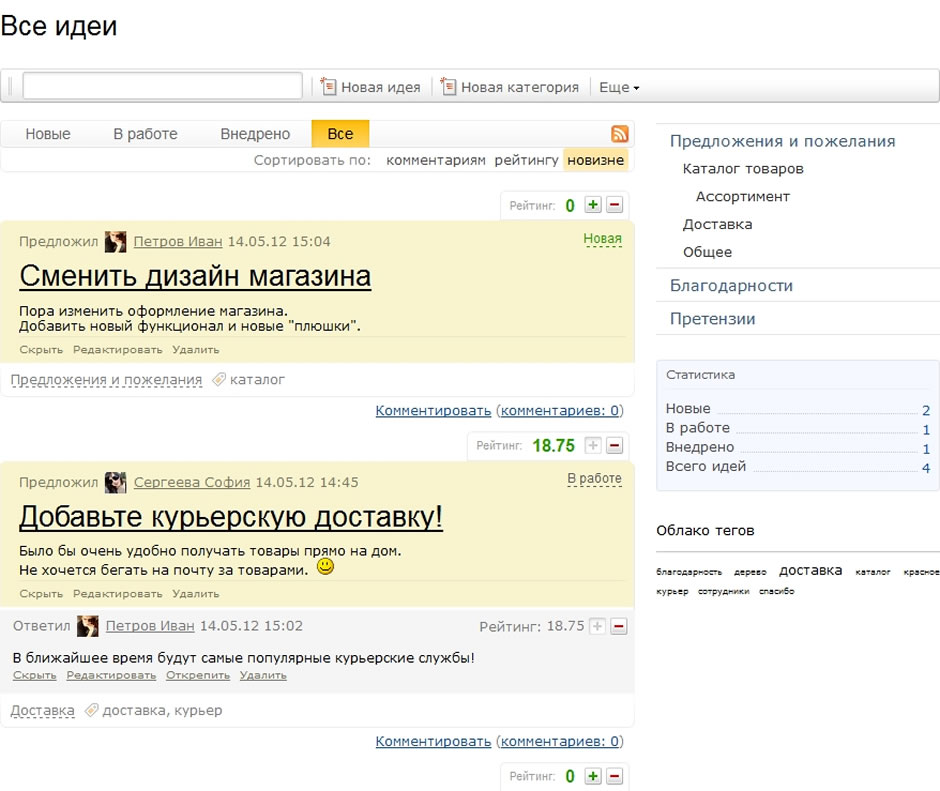 Все идеи
Новая идея Новая категория Еще
Новые В работе Внедрено Все
Сортировать по: комментариям рейтингу новизне
Рейтинг: 0
Предложил Петров Иван 14.05.12 15:04 Новая
Сменить дизайн магазина
Пора изменить оформление магазина.
Добавить новый функционал и новые "плюшки".
Скрыть Редактировать Удалить
Предложения и пожелания каталог
Комментировать (комментариев: 0)
Рейтинг: 18.75
Предложил Сергеева София 14.05.12 14:45 В работе
Добавьте курьерскую доставку!
Было бы очень удобно получать товары прямо на дом.
Не хочется бегать на почту за товарами.
Скрыть Редактировать Удалить
Ответил Петров Иван 14.05.12 15:02 Рейтинг: 18.75
В ближайшее время будут самые популярные курьерские службы!
Скрыть Редактировать Открепить Удалить
Доставка доставка, курьер
Комментировать (комментариев: 0)
Рейтинг: 0
Предложения и пожелания
Каталог товаров
Ассортимент
Доставка
Общее
Благодарности
Претензии
Статистика
Новые 2
В работе 1
Внедрено 1
Всего идей 4
Облако тегов
благодарность дерево доставка каталог красное
курьер сотрудники спасибо